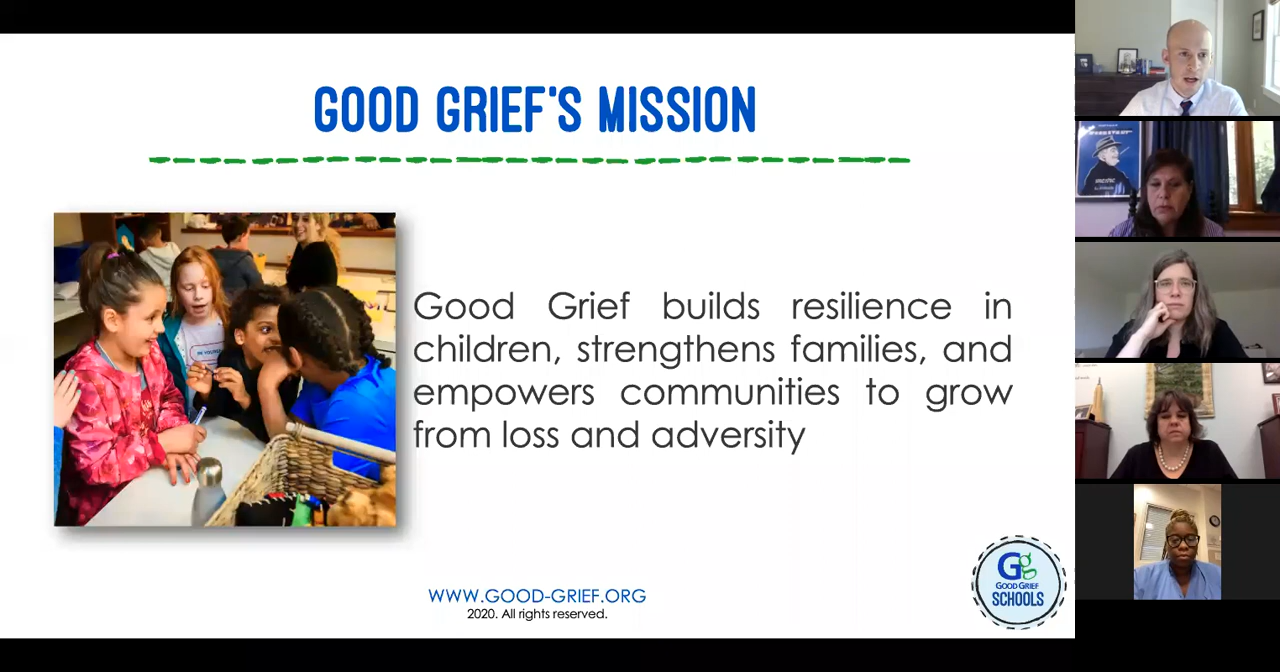 GOOD GRIEF'S MISSION
Good Grief builds resilience in
children, strengthens families, and
empowers communities to grow
from loss and adversity
WWW.GOOD-GRIEF.ORG
2020. All rights reserved.
Gg
GOOD GRIEF
SCHOOLS